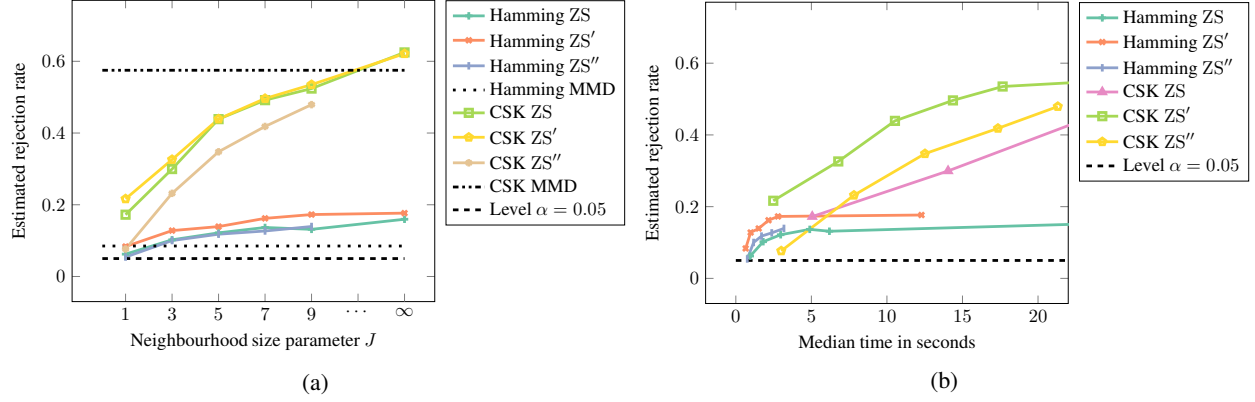 Estimated rejection rate
0.6
0.4
0.2
0
1 3 5 7 9 ⋯ ∞
Neighbourhood size parameter J
Hamming ZS
Hamming ZS′
Hamming ZS″
Hamming MMD
CSK ZS
CSK ZS′
CSK ZS″
CSK MMD
Level α = 0.05
(a)
Estimated rejection rate
0.6
0.4
0.2
0
0 5 10 15 20
Median time in seconds
Hamming ZS
Hamming ZS′
Hamming ZS″
CSK ZS
CSK ZS′
CSK ZS″
Level α = 0.05
(b)